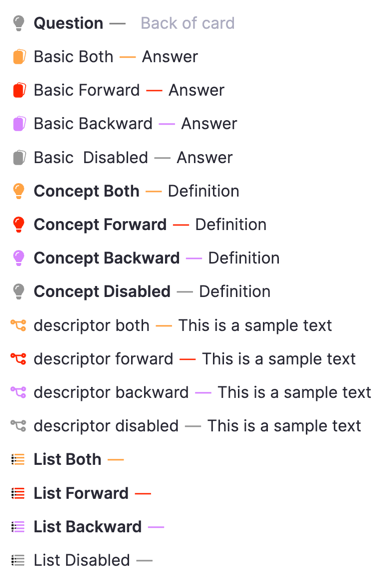 Question — Back of card
Basic Both — Answer
Basic Forward — Answer
Basic Backward — Answer
Basic  Disabled — Answer
Concept Both — Definition
Concept Forward — Definition
Concept Backward — Definition
Concept Disabled — Definition
descriptor both — This is a sample text
descriptor forward — This is a sample text
descriptor backward — This is a sample text
descriptor disabled — This is a sample text
List Both —
List Forward —
List Backward —
List Disabled —